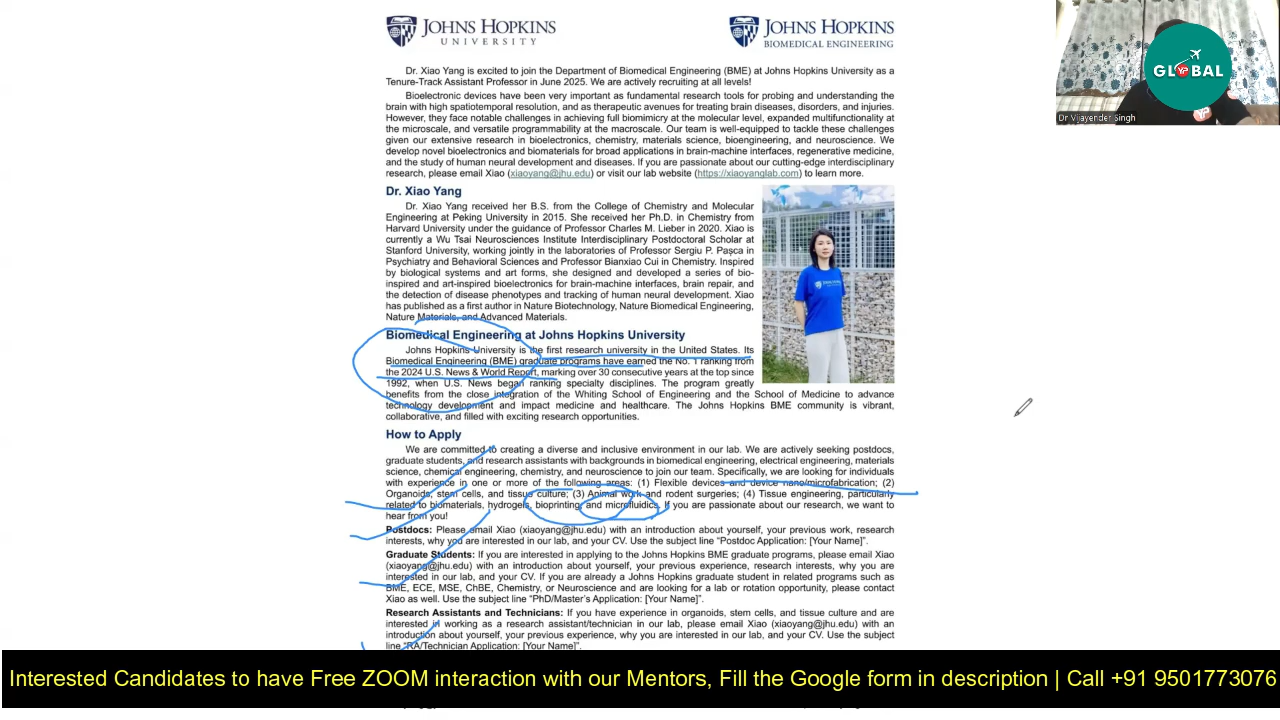 JOHNS HOPKINS
UNIVERSITY
JOHNS HOPKINS
BIOMEDICAL ENGINEERING
GLYPBAL
Dr Vijayender Singh
Dr. Xiao Yang is excited to join the Department of Biomedical Engineering (BME) at Johns Hopkins University as a
Tenure-Track Assistant Professor in June 2025. We are actively recruiting at all levels!
Bioelectronic devices have been very important as fundamental research tools for probing and understanding the
brain with high spatiotemporal resolution, and as therapeutic avenues for treating brain diseases, disorders, and injuries.
However, they face notable challenges in achieving full biomimicry at the molecular level, expanded multifunctionality at
the microscale, and versatile programmability at the macroscale. Our team is well-equipped to tackle these challenges
given our extensive research in bioelectronics, chemistry, materials science, bioengineering, and neuroscience. We
develop novel bioelectronics and biomaterials for broad applications in brain-machine interfaces, regenerative medicine,
and the study of human neural development and diseases. If you are passionate about our cutting-edge interdisciplinary
research, please email Xiao (xiaoyang@jhu.edu) or visit our lab website (https://xiaoyanglab.com) to learn more.
Dr. Xiao Yang
Dr. Xiao Yang received her B.S. from the College of Chemistry and Molecular
Engineering at Peking University in 2015. She received her Ph.D. in Chemistry from
Harvard University under the guidance of Professor Charles M. Lieber in 2020. Xiao is
currently a Wu Tsai Neurosciences Institute Interdisciplinary Postdoctoral Scholar at
Stanford University, working jointly in the laboratories of Professor Sergiu P. Pașca in
Psychiatry and Behavioral Sciences and Professor Bianxiao Cui in Chemistry. Inspired
by biological systems and art forms, she designed and developed a series of bio-
inspired and art-inspired bioelectronics for brain-machine interfaces, brain repair, and
the detection of disease phenotypes and tracking of human neural development. Xiao
has published as a first author in Nature Biotechnology, Nature Biomedical Engineering,
Nature Materials, and Advanced Materials.
Biomedical Engineering at Johns Hopkins University
Johns Hopkins University is the first research university in the United States. Its
Biomedical Engineering (BME) graduate programs have earned the No. 1 ranking from
the 2024 U.S. News & World Report, marking over 30 consecutive years at the top since
1992, when U.S. News began ranking specialty disciplines. The program greatly
benefits from the close integration of the Whiting School of Engineering and the School of Medicine to advance
technology development and impact medicine and healthcare. The Johns Hopkins BME community is vibrant,
collaborative, and filled with exciting research opportunities.
How to Apply
We are committed to creating a diverse and inclusive environment in our lab. We are actively seeking postdocs,
graduate students, and research assistants with backgrounds in biomedical engineering, electrical engineering, materials
science, chemical engineering, chemistry, and neuroscience to join our team. Specifically, we are looking for individuals
with experience in one or more of the following areas: (1) Flexible devices and device nano/microfabrication; (2)
Organoids, stem cells, and tissue culture; (3) Animal work and rodent surgeries; (4) Tissue engineering, particularly
related to biomaterials, hydrogels, bioprinting, and microfluidics. If you are passionate about our research, we want to
hear from you!
Postdocs: Please email Xiao (xiaoyang@jhu.edu) with an introduction about yourself, your previous work, research
interests, why you are interested in our lab, and your CV. Use the subject line “Postdoc Application: [Your Name]”.
Graduate Students: If you are interested in applying to the Johns Hopkins BME graduate programs, please email Xiao
(xiaoyang@jhu.edu) with an introduction about yourself, your previous experience, research interests, why you are
interested in our lab, and your CV. If you are already a Johns Hopkins graduate student in related programs such as
BME, ECE, MSE, ChBE, Chemistry, or Neuroscience and are looking for a lab or rotation opportunity, please contact
Xiao as well. Use the subject line “PhD/Master’s Application: [Your Name]”.
Research Assistants and Technicians: If you have experience in organoids, stem cells, and tissue culture and are
interested in working as a research assistant/technician in our lab, please email Xiao (xiaoyang@jhu.edu) with an
introduction about yourself, your previous experience, why you are interested in our lab, and your CV. Use the subject
line “RA/Technician Application: [Your Name]”.
Interested Candidates to have Free ZOOM interaction with our Mentors, Fill the Google form in description | Call +91 9501773076